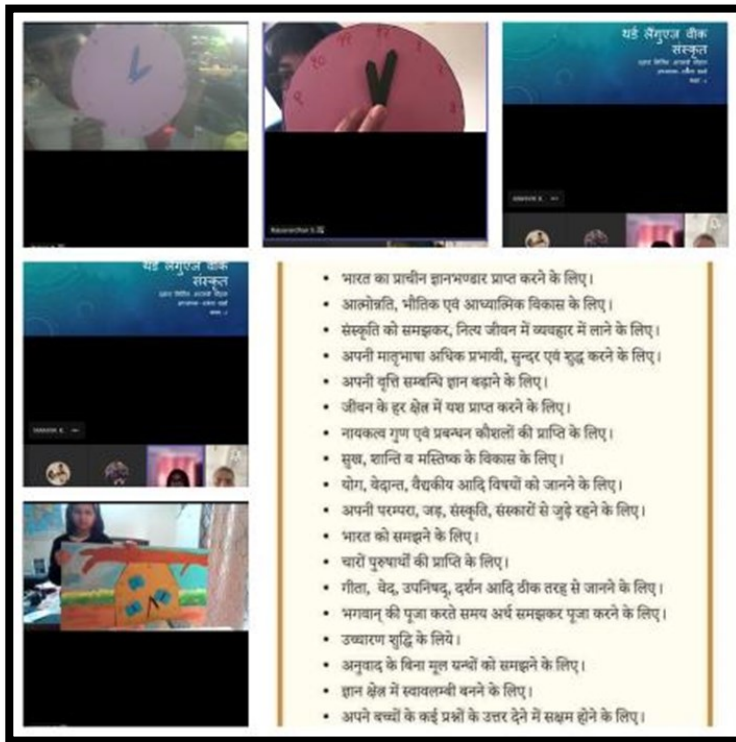 थर्ड लैंगुएज वीक
संस्कृत
थर्ड लैंगुएज वीक
संस्कृत
• भारत का प्राचीन ज्ञानभण्डार प्राप्त करने के लिए।
• आत्मोन्नति, भौतिक एवं आध्यात्मिक विकास के लिए।
• संस्कृति को समझकर, नित्य जीवन में व्यवहार में लाने के लिए।
• अपनी मातृभाषा अधिक प्रभावी, सुन्दर एवं शुद्ध करने के लिए।
• अपनी वृत्ति सम्बन्धि ज्ञान बढ़ाने के लिए।
• जीवन के हर क्षेत्र में यश प्राप्त करने के लिए।
• नायकत्व गुण एवं प्रबन्धन कौशलों की प्राप्ति के लिए।
• सुख, शान्ति व मस्तिष्क के विकास के लिए।
• योग, वेदान्त, वैद्यकीय आदि विषयों को जानने के लिए।
• अपनी परम्परा, जड़, संस्कृति, संस्कारों से जुड़े रहने के लिए।
• भारत को समझने के लिए।
• चारों पुरुषार्थों की प्राप्ति के लिए।
• गीता, वेद, उपनिषद्, दर्शन आदि ठीक तरह से जानने के लिए।
• भगवान् की पूजा करते समय अर्थ समझकर पूजा करने के लिए।
• उच्चारण शुद्धि के लिये।
• अनुवाद के बिना मूल ग्रन्थों को समझने के लिए।
• ज्ञान क्षेत्र में स्वावलम्बी बनने के लिए।
• अपने बच्चों के कई प्रश्नों के उत्तर देने में सक्षम होने के लिए।